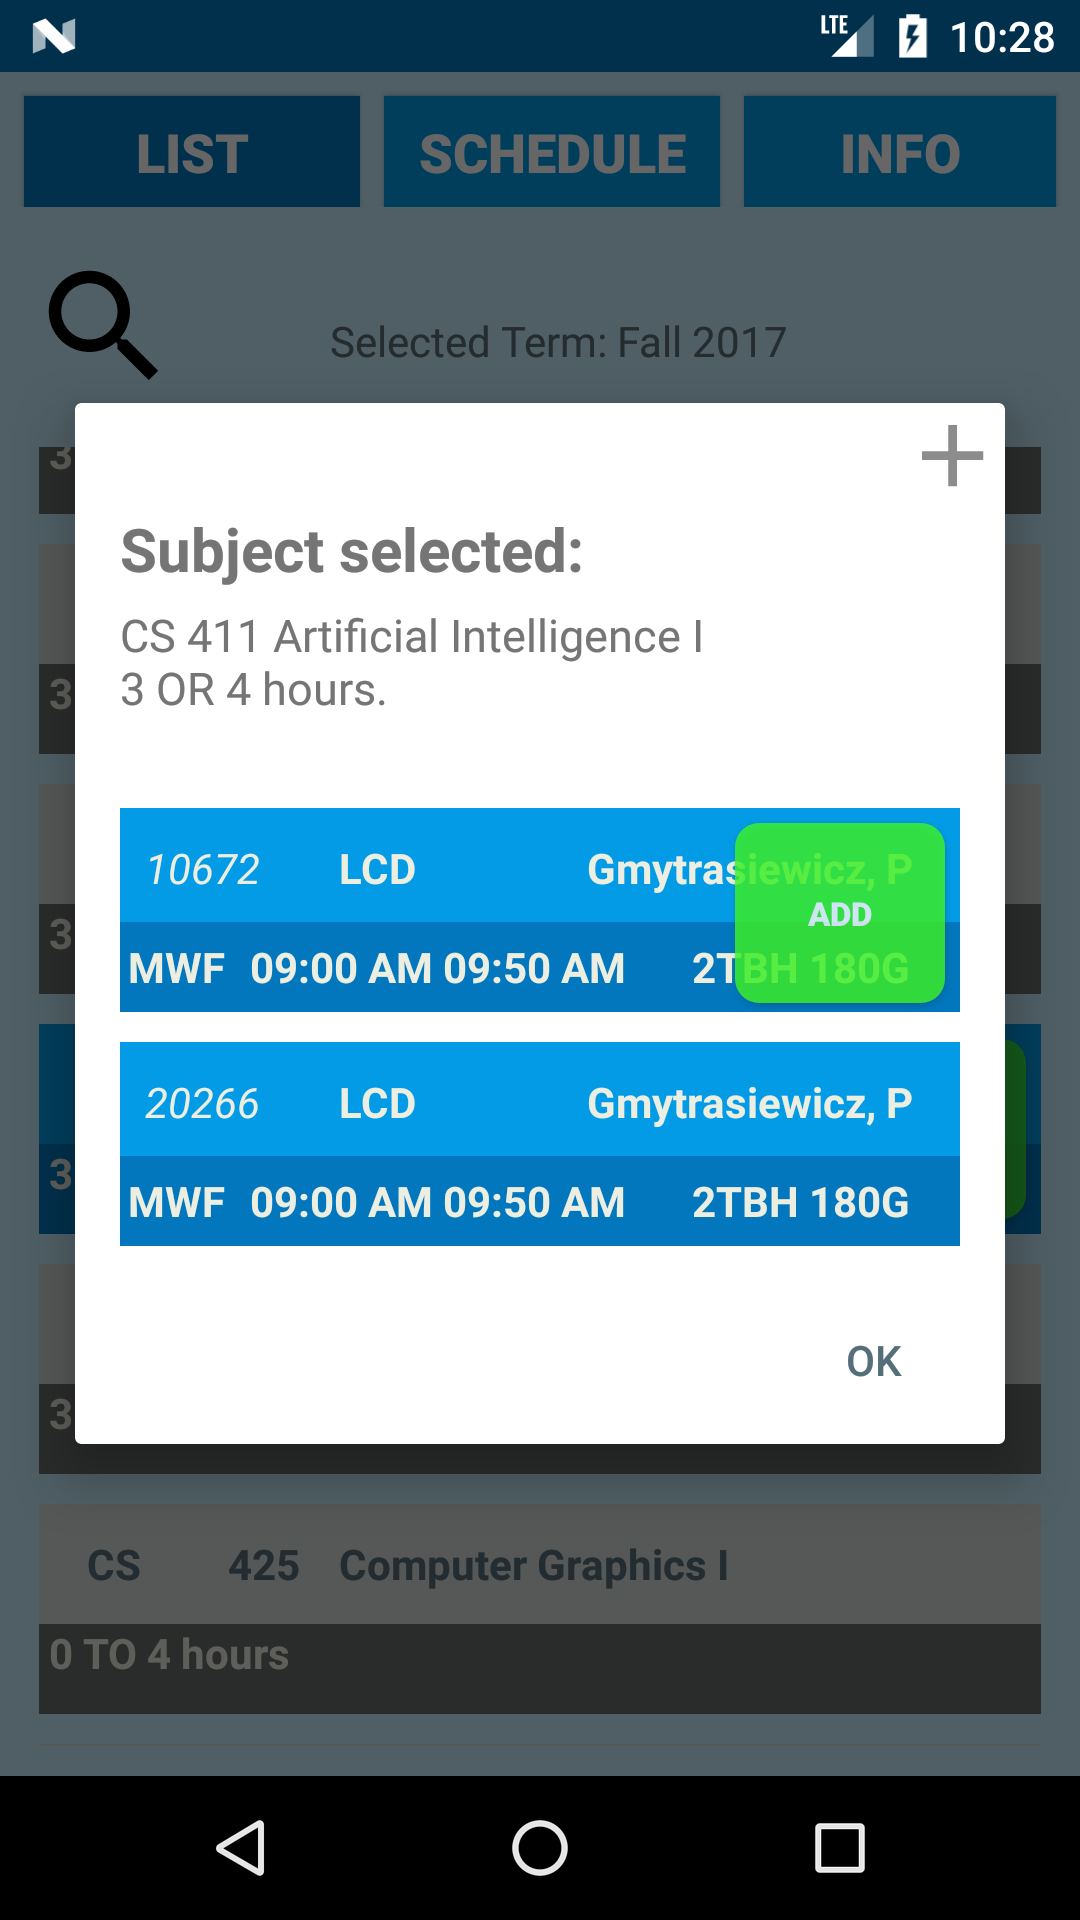 LTE 10:28
LIST SCHEDULE INFO
Selected Term: Fall 2017
3
Subject selected:
CS 411 Artificial Intelligence I
3 OR 4 hours.
3
10672 LCD Gmytrasiewicz, P
ADD
3
MWF 09:00 AM 09:50 AM 2TBH 180G
20266 LCD Gmytrasiewicz, P
3
MWF 09:00 AM 09:50 AM 2TBH 180G
OK
3
CS 425 Computer Graphics I
0 TO 4 hours